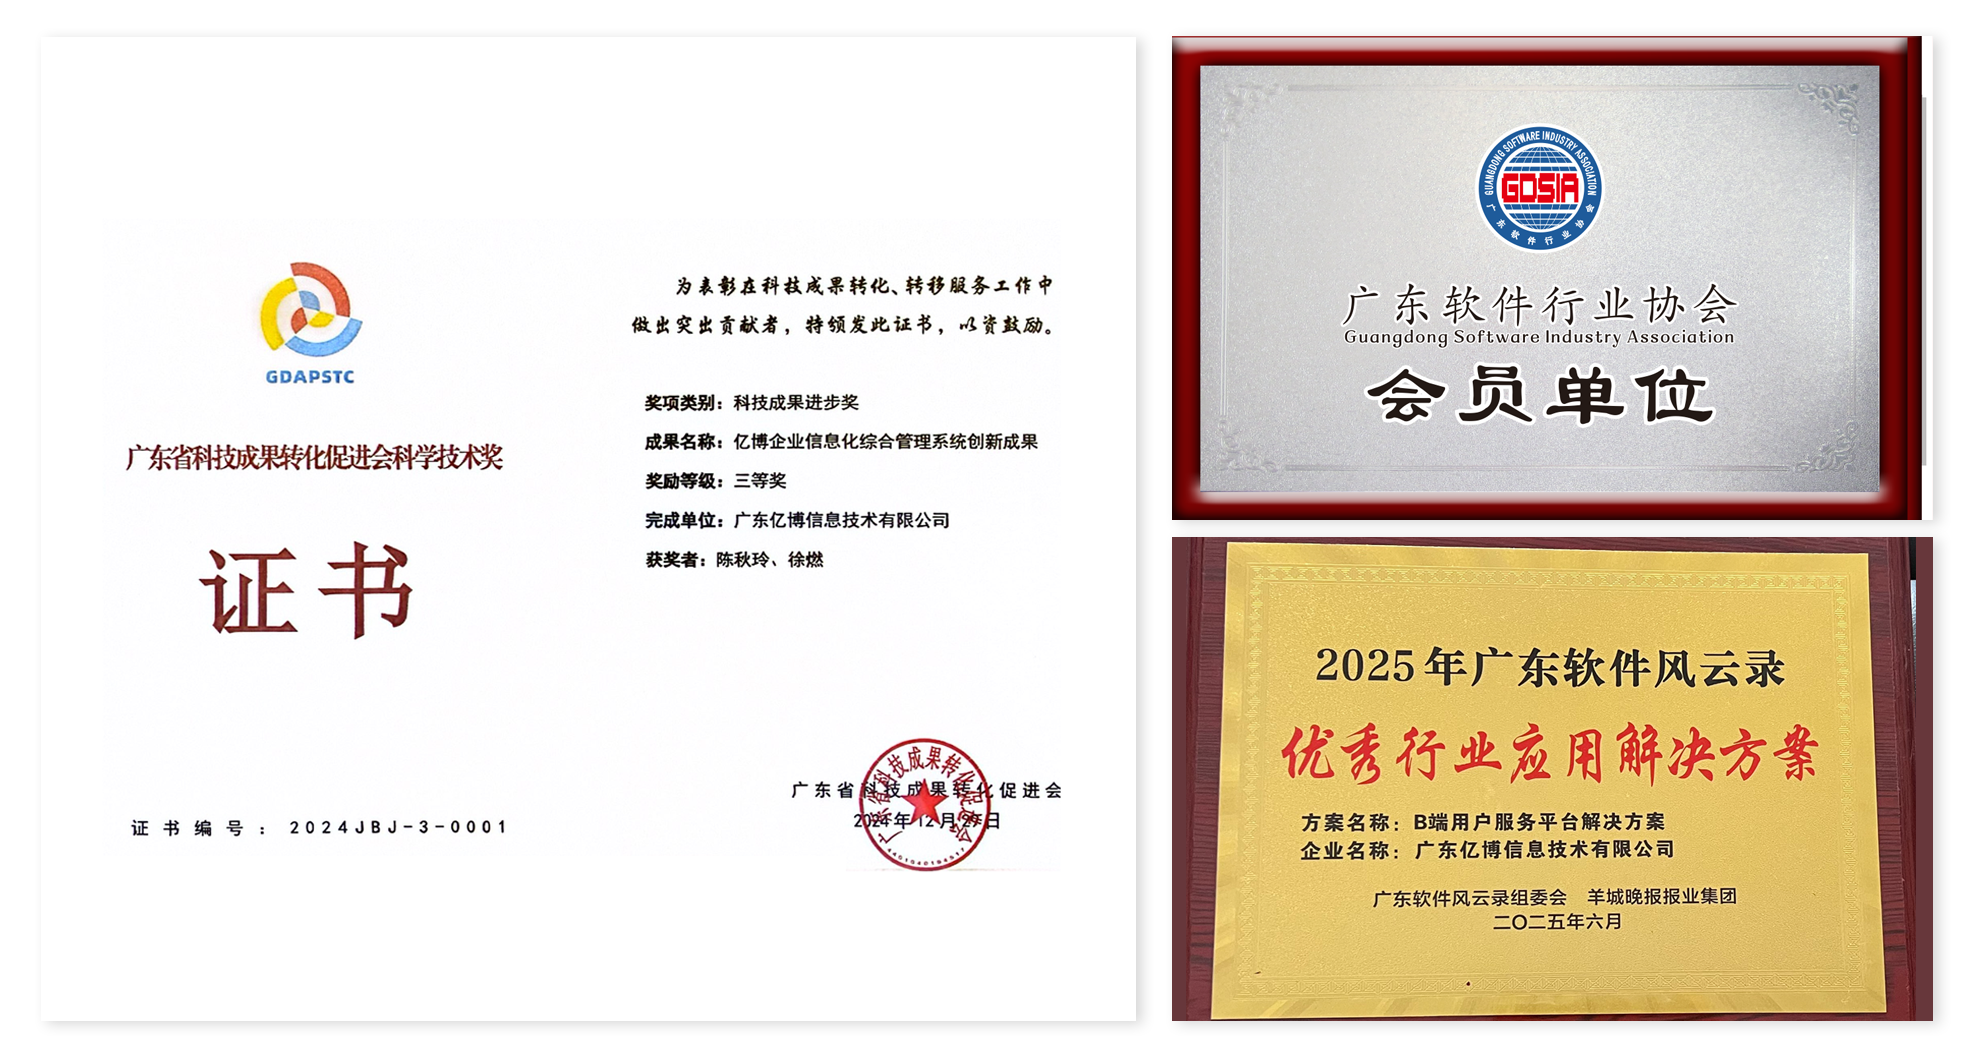 GDAPSTC
广东省科技成果转化促进会科学技术奖
证书
证书编号：2024JBJ-3-0001
为表彰在科技成果转化、转移服务工作中
做出突出贡献者，特颁发此证书，以资鼓励。
奖项类别：科技成果进步奖
成果名称：亿博企业信息化综合管理系统创新成果
奖励等级：三等奖
完成单位：广东亿博信息技术有限公司
获奖者：陈秋玲、徐燃
广东省科技成果转化促进会
2024年12月 日
广东省科技成果转化促进会
GUANGDONG SOFTWARE INDUSTRY ASSOCIATION
GDSIA
广东软件行业协会
广东软件行业协会
Guangdong Software Industry Association
会员单位
2025年广东软件风云录
优秀行业应用解决方案
方案名称：B端用户服务平台解决方案
企业名称：广东亿博信息技术有限公司
广东软件风云录组委会 羊城晚报报业集团
二〇二五年六月